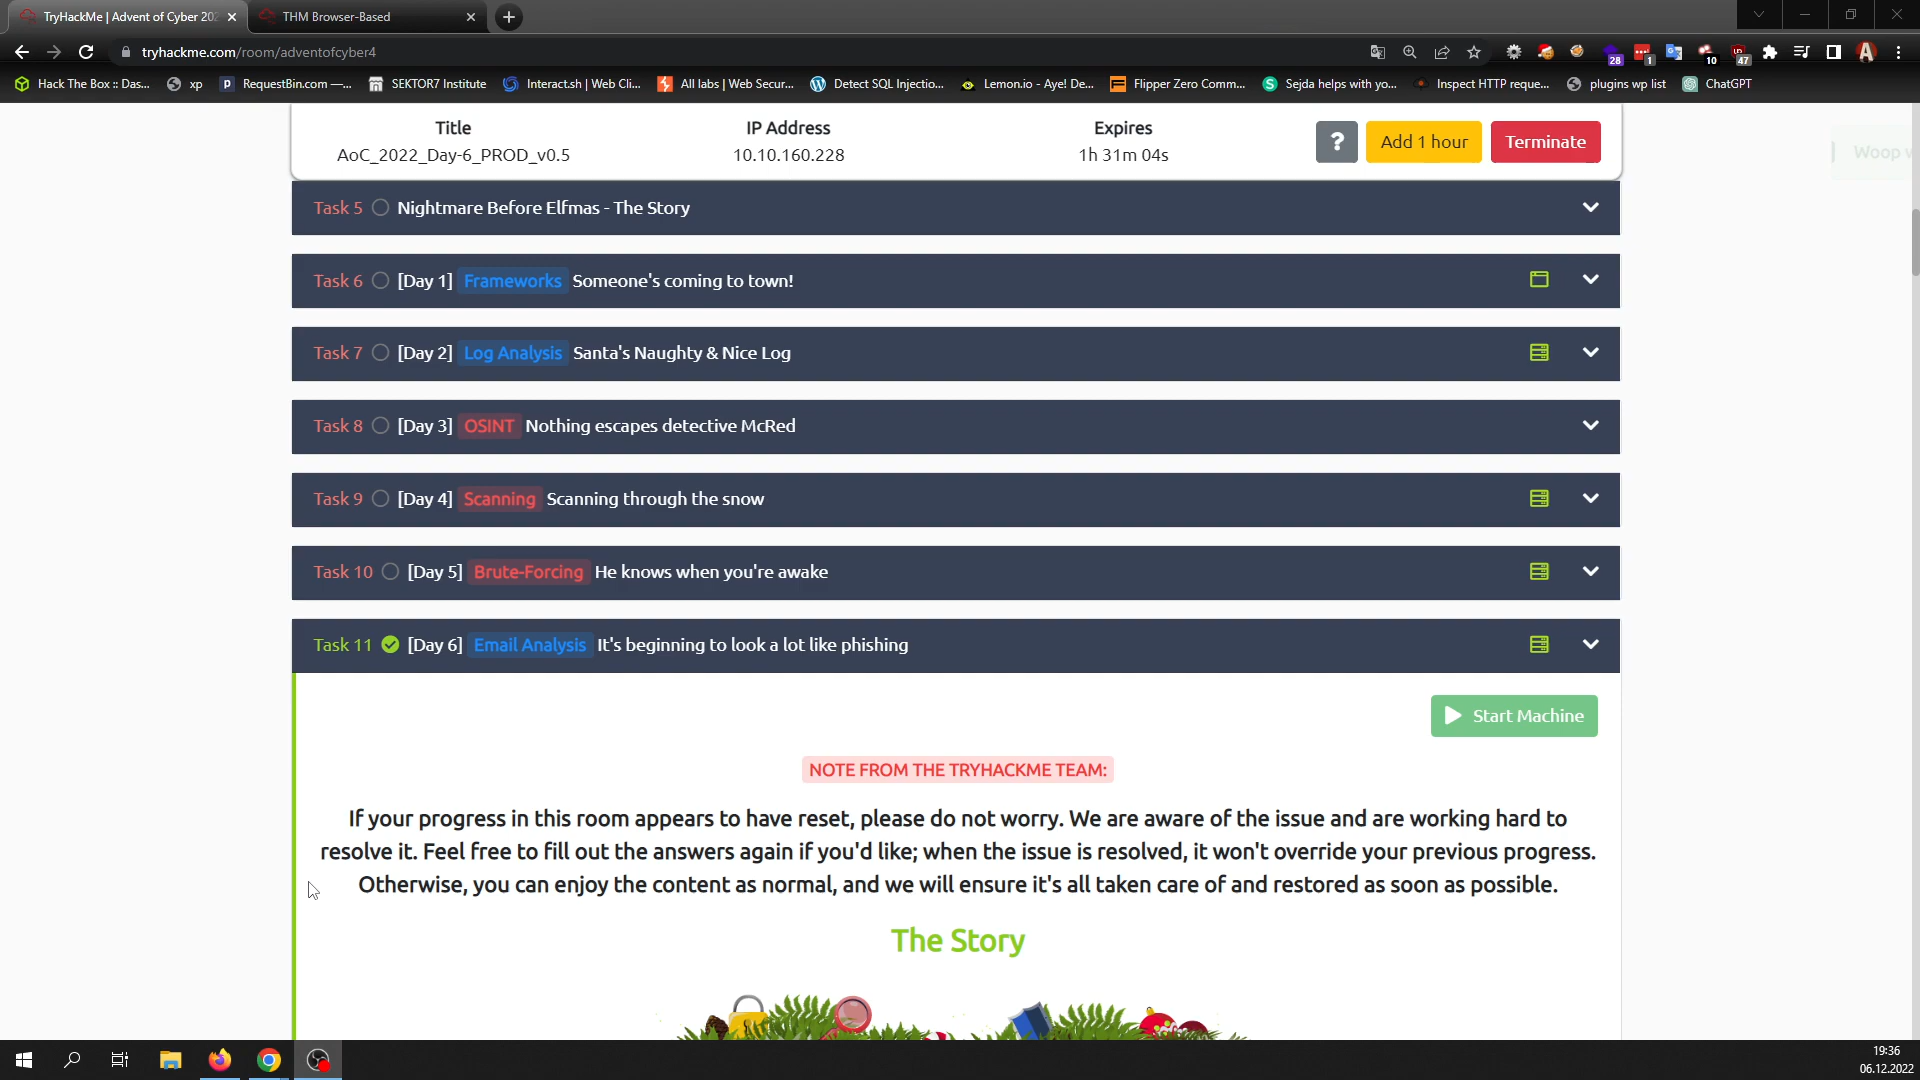 TryHackMe | Advent of Cyber 202
THM Browser-Based
tryhackme.com/room/adventofcyber4
28
1
10
47
Hack The Box :: Das...
xp
RequestBin.com —...
SEKTOR7 Institute
Interact.sh | Web Cli...
All labs | Web Secur...
Detect SQL Injectio...
Lemon.io - Aye! De...
Flipper Zero Comm...
Sejda helps with yo...
Inspect HTTP reque...
plugins wp list
ChatGPT
Title
IP Address
Expires
AoC_2022_Day-6_PROD_v0.5
10.10.160.228
1h 31m 04s
?
Add 1 hour
Terminate
Woop w
Task 5 Nightmare Before Elfmas - The Story
Task 6 [Day 1] Frameworks Someone's coming to town!
Task 7 [Day 2] Log Analysis Santa's Naughty & Nice Log
Task 8 [Day 3] OSINT Nothing escapes detective McRed
Task 9 [Day 4] Scanning Scanning through the snow
Task 10 [Day 5] Brute-Forcing He knows when you're awake
Task 11 [Day 6] Email Analysis It's beginning to look a lot like phishing
Start Machine
NOTE FROM THE TRYHACKME TEAM:
If your progress in this room appears to have reset, please do not worry. We are aware of the issue and are working hard to
resolve it. Feel free to fill out the answers again if you'd like; when the issue is resolved, it won't override your previous progress.
Otherwise, you can enjoy the content as normal, and we will ensure it's all taken care of and restored as soon as possible.
The Story
19:36
06.12.2022